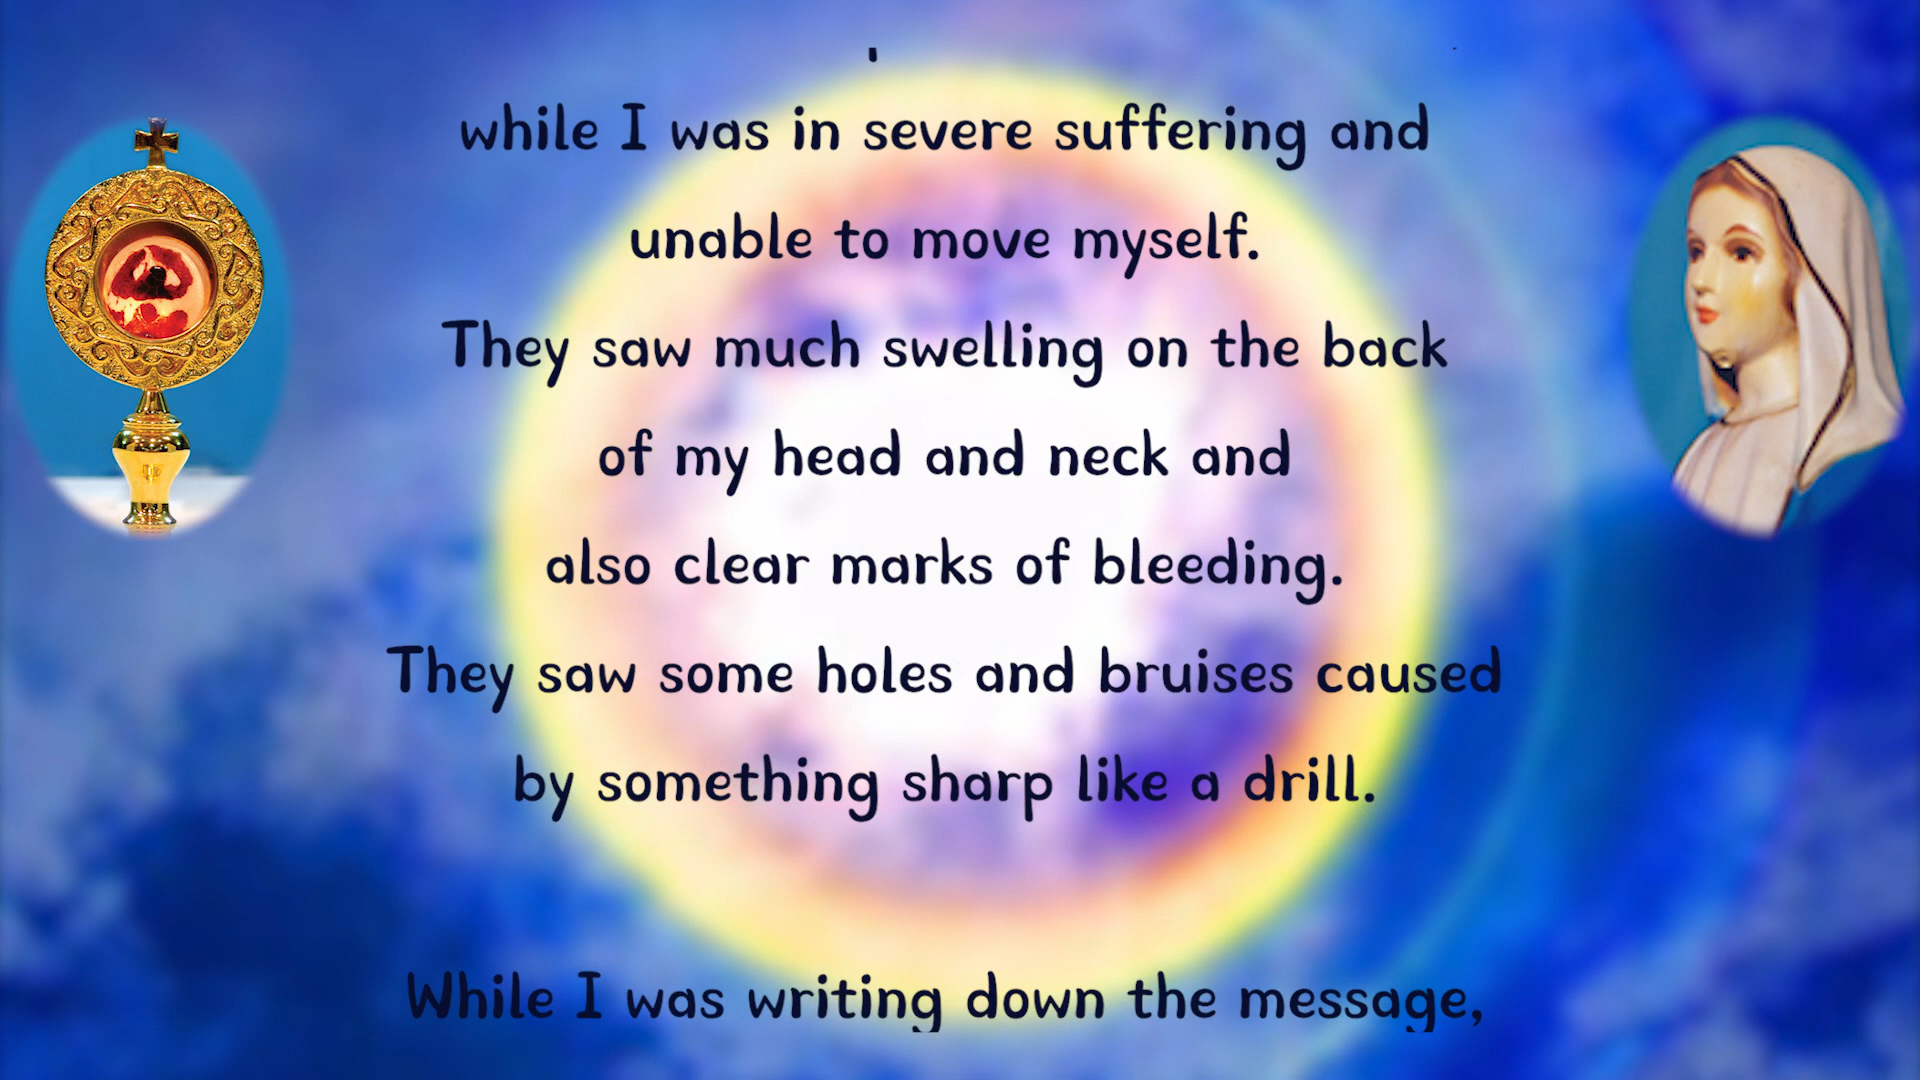 while I was in severe suffering and
unable to move myself.
They saw much swelling on the back
of my head and neck and
also clear marks of bleeding.
They saw some holes and bruises caused
by something sharp like a drill.
While I was writing down the message,